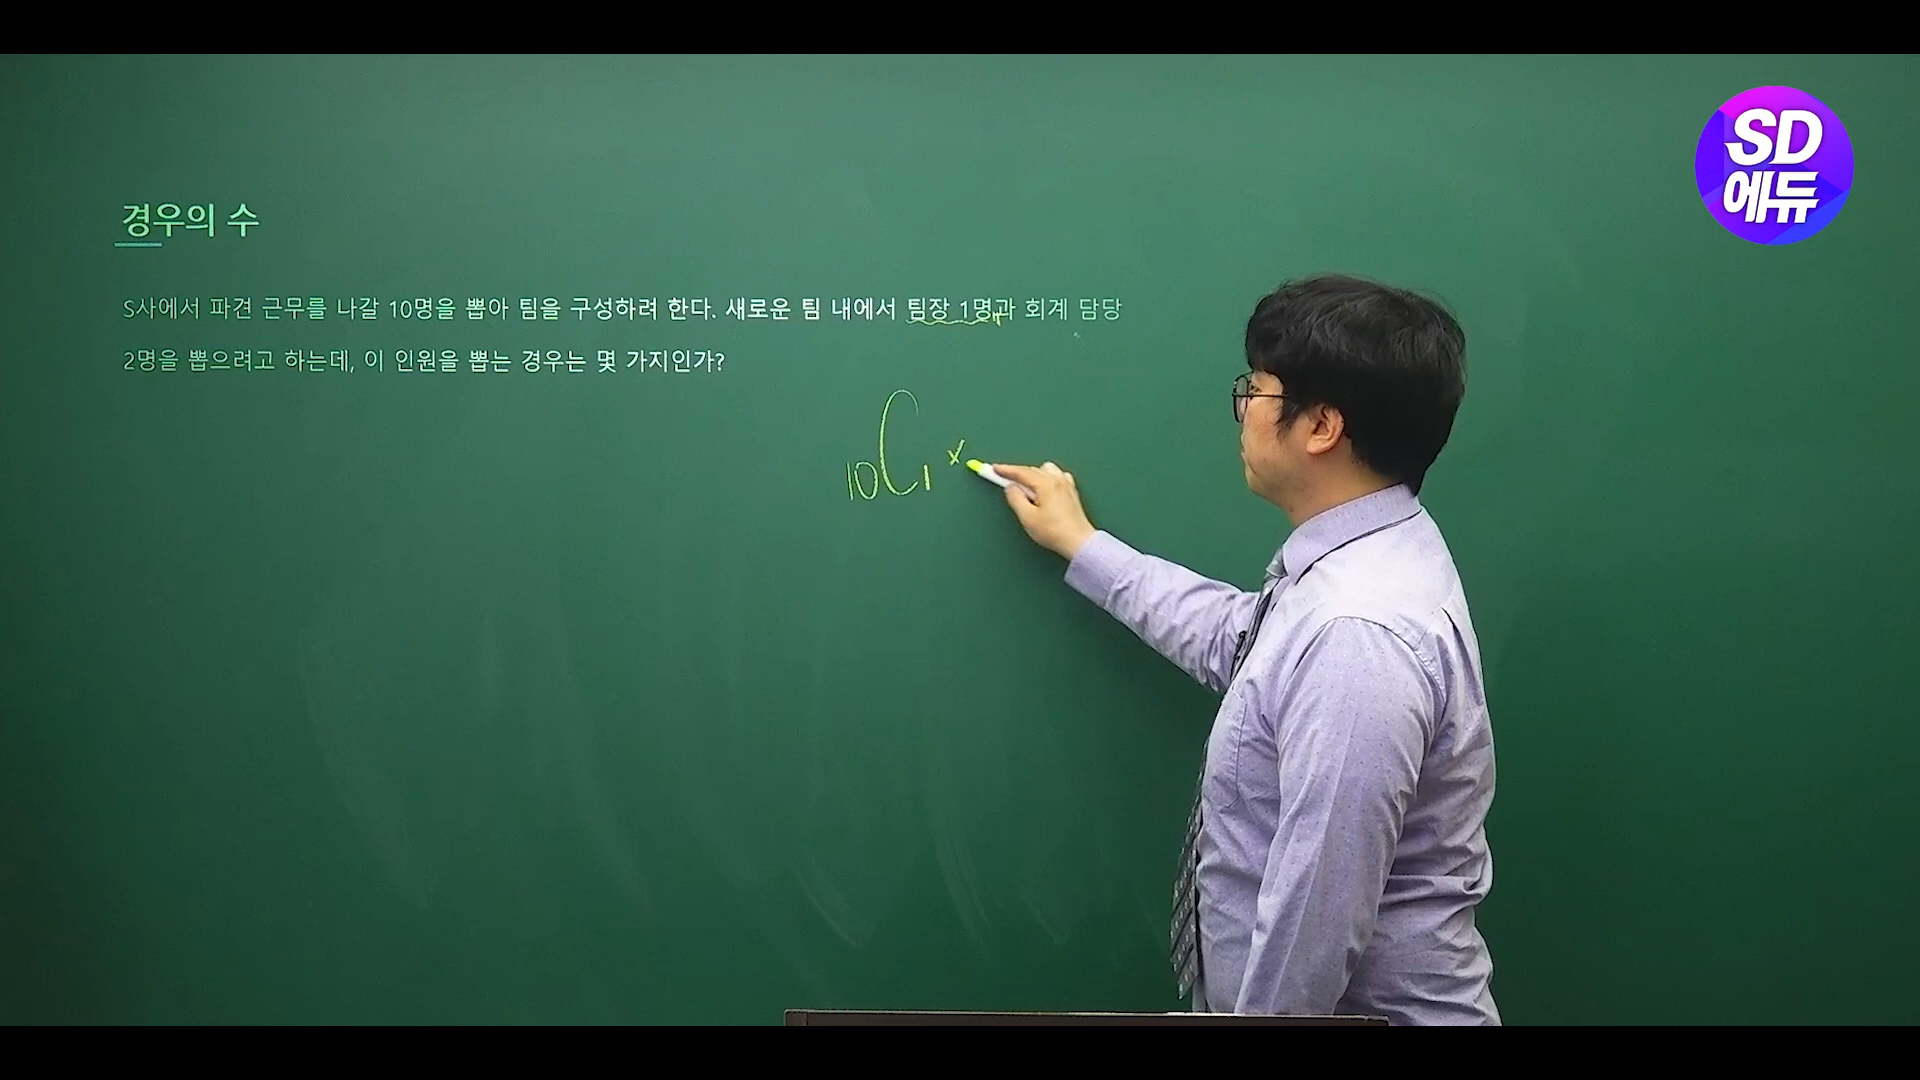 SD
에듀
경우의 수
S사에서 파견 근무를 나갈 10명을 뽑아 팀을 구성하려 한다. 새로운 팀 내에서 팀장 1명과 회계 담당
2명을 뽑으려고 하는데, 이 인원을 뽑는 경우는 몇 가지인가?
10C1 ×